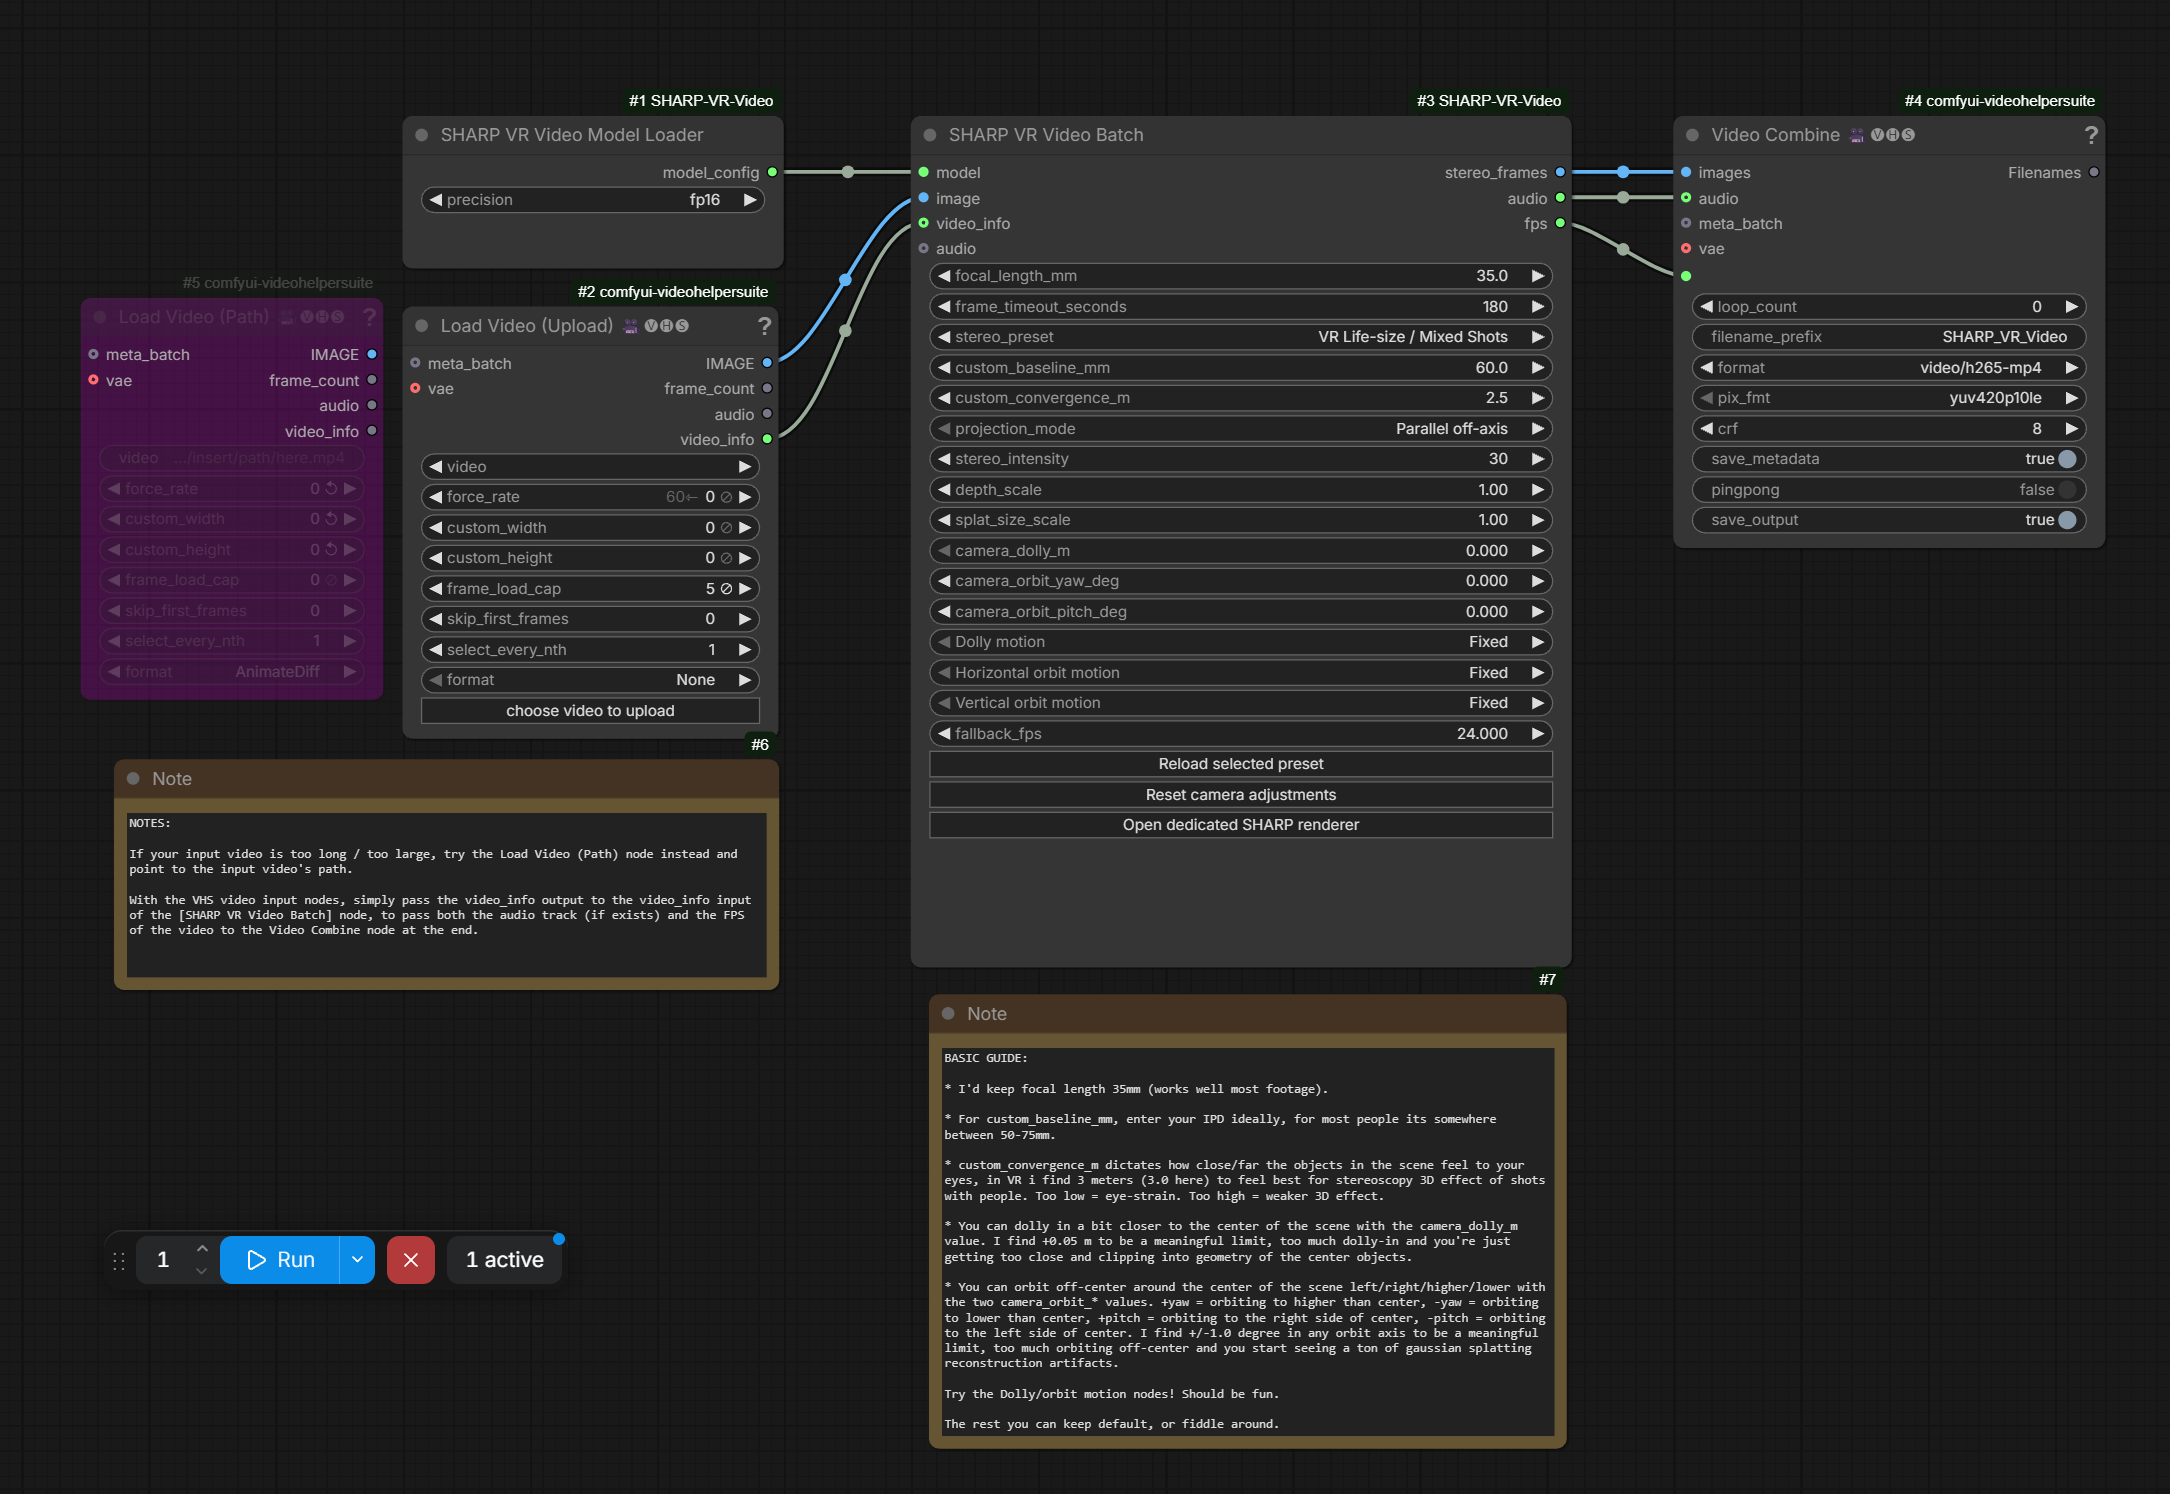 #1 SHARP-VR-Video
SHARP VR Video Model Loader
model_config
precision fp16
#5 comfyui-videohelpersuite
Load Video (Path) VHS ?
meta_batch IMAGE
vae frame_count
audio
video_info
video .../insert/path/here.mp4
force_rate 0
custom_width 0
custom_height 0
frame_load_cap 0
skip_first_frames 0
select_every_nth 1
format AnimateDiff
#2 comfyui-videohelpersuite
Load Video (Upload) VHS ?
meta_batch IMAGE
vae frame_count
audio
video_info
video
force_rate 60← 0
custom_width 0
custom_height 0
frame_load_cap 5
skip_first_frames 0
select_every_nth 1
format None
choose video to upload
#6
Note
NOTES:
If your input video is too long / too large, try the Load Video (Path) node instead and
point to the input video's path.
With the VHS video input nodes, simply pass the video_info output to the video_info input
of the [SHARP VR Video Batch] node, to pass both the audio track (if exists) and the FPS
of the video to the Video Combine node at the end.
1 Run 1 active
#3 SHARP-VR-Video
SHARP VR Video Batch
model stereo_frames
image audio
video_info fps
audio
focal_length_mm 35.0
frame_timeout_seconds 180
stereo_preset VR Life-size / Mixed Shots
custom_baseline_mm 60.0
custom_convergence_m 2.5
projection_mode Parallel off-axis
stereo_intensity 30
depth_scale 1.00
splat_size_scale 1.00
camera_dolly_m 0.000
camera_orbit_yaw_deg 0.000
camera_orbit_pitch_deg 0.000
Dolly motion Fixed
Horizontal orbit motion Fixed
Vertical orbit motion Fixed
fallback_fps 24.000
Reload selected preset
Reset camera adjustments
Open dedicated SHARP renderer
#7
Note
BASIC GUIDE:
* I'd keep focal length 35mm (works well most footage).
* For custom_baseline_mm, enter your IPD ideally, for most people its somewhere
between 50-75mm.
* custom_convergence_m dictates how close/far the objects in the scene feel to your
eyes, in VR i find 3 meters (3.0 here) to feel best for stereoscopy 3D effect of shots
with people. Too low = eye-strain. Too high = weaker 3D effect.
* You can dolly in a bit closer to the center of the scene with the camera_dolly_m
value. I find +0.05 m to be a meaningful limit, too much dolly-in and you're just
getting too close and clipping into geometry of the center objects.
* You can orbit off-center around the center of the scene left/right/higher/lower with
the two camera_orbit_* values. +yaw = orbiting to higher than center, -yaw = orbiting
to lower than center, +pitch = orbiting to the right side of center, -pitch = orbiting
to the left side of center. I find +/-1.0 degree in any orbit axis to be a meaningful
limit, too much orbiting off-center and you start seeing a ton of gaussian splatting
reconstruction artifacts.
Try the Dolly/orbit motion nodes! Should be fun.
The rest you can keep default, or fiddle around.
#4 comfyui-videohelpersuite
Video Combine VHS ?
images Filenames
audio
meta_batch
vae
loop_count 0
filename_prefix SHARP_VR_Video
format video/h265-mp4
pix_fmt yuv420p10le
crf 8
save_metadata true
pingpong false
save_output true